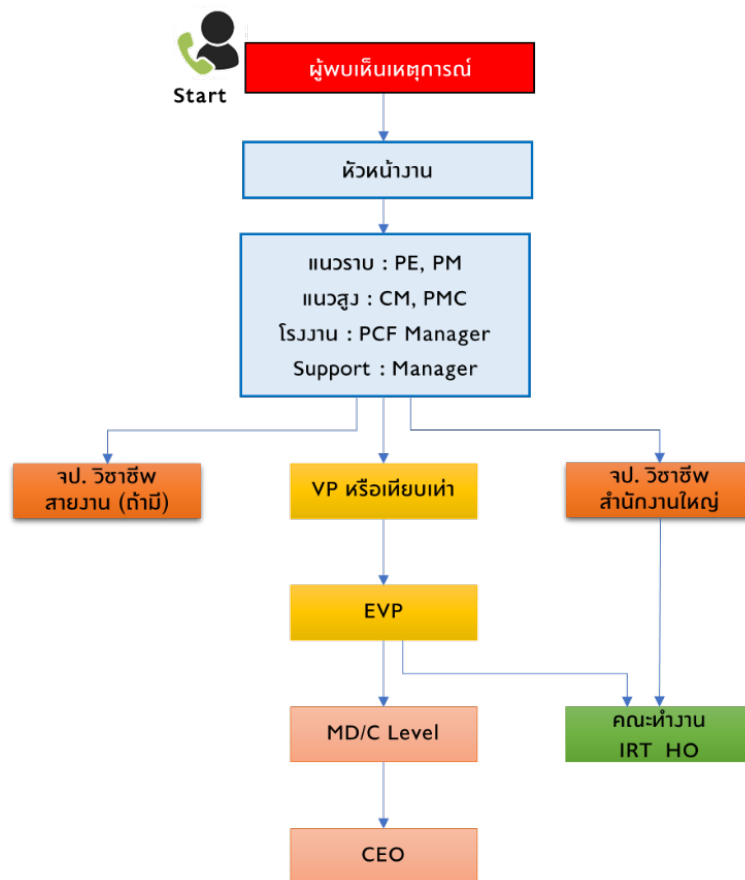 ผู้พบเห็นเหตุการณ์
Start
หัวหน้างาน
แนวราบ : PE, PM
แนวสูง : CM, PMC
โรงงาน : PCF Manager
Support : Manager
จป. วิชาชีพ
สายงาน (ถ้ามี)
VP หรือเทียบเท่า
จป. วิชาชีพ
สำนักงานใหญ่
EVP
MD/C Level
คณะทำงาน
IRT HO
CEO